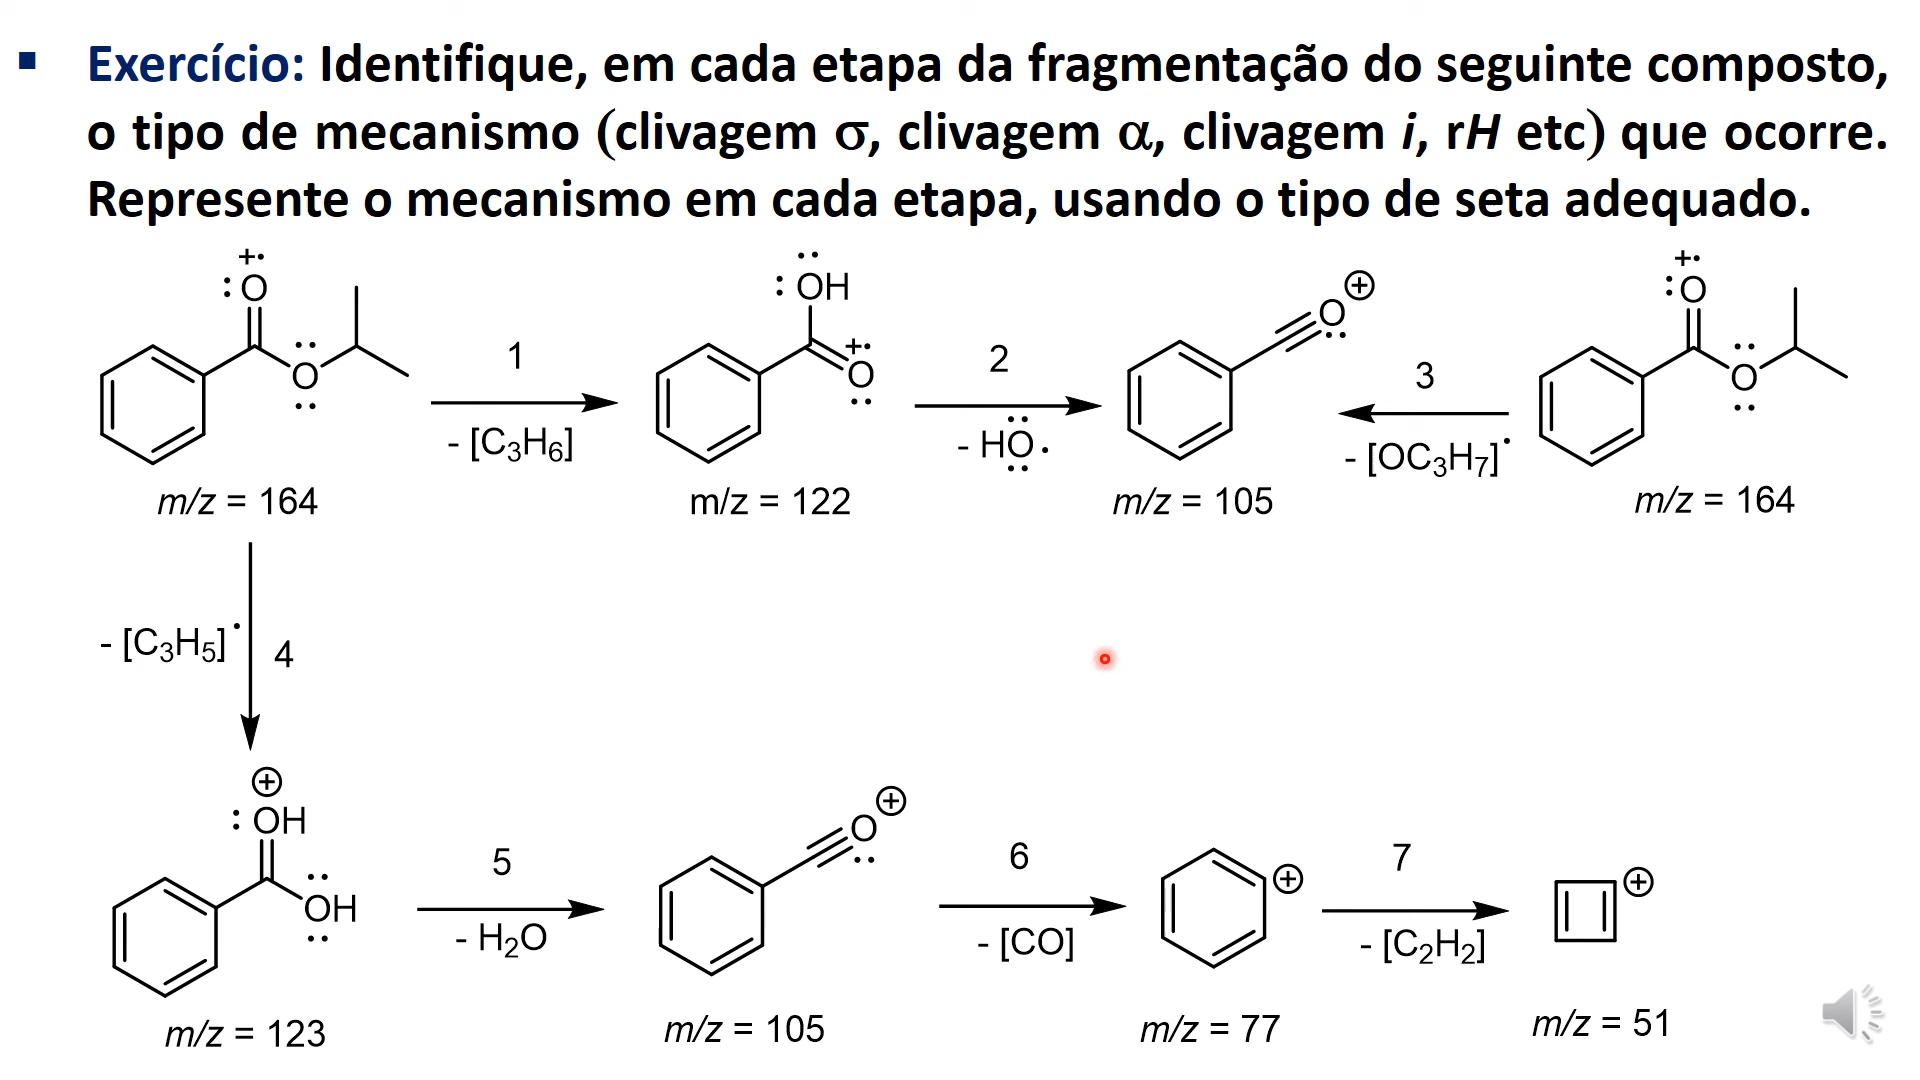 ▪ Exercício: Identifique, em cada etapa da fragmentação do seguinte composto,
o tipo de mecanismo (clivagem σ, clivagem α, clivagem i, rH etc) que ocorre.
Represente o mecanismo em cada etapa, usando o tipo de seta adequado.
+• :O O
1
- [C₃H₆]
:OH +• O
2
- HO•
O ⊕
3
- [OC₃H₇]•
+• :O O
m/z = 164
m/z = 122
m/z = 105
m/z = 164
- [C₃H₅]•
4
⊕
:OH
OH
5
- H₂O
O ⊕
6
- [CO]
⊕
7
- [C₂H₂]
⊕
m/z = 123
m/z = 105
m/z = 77
m/z = 51